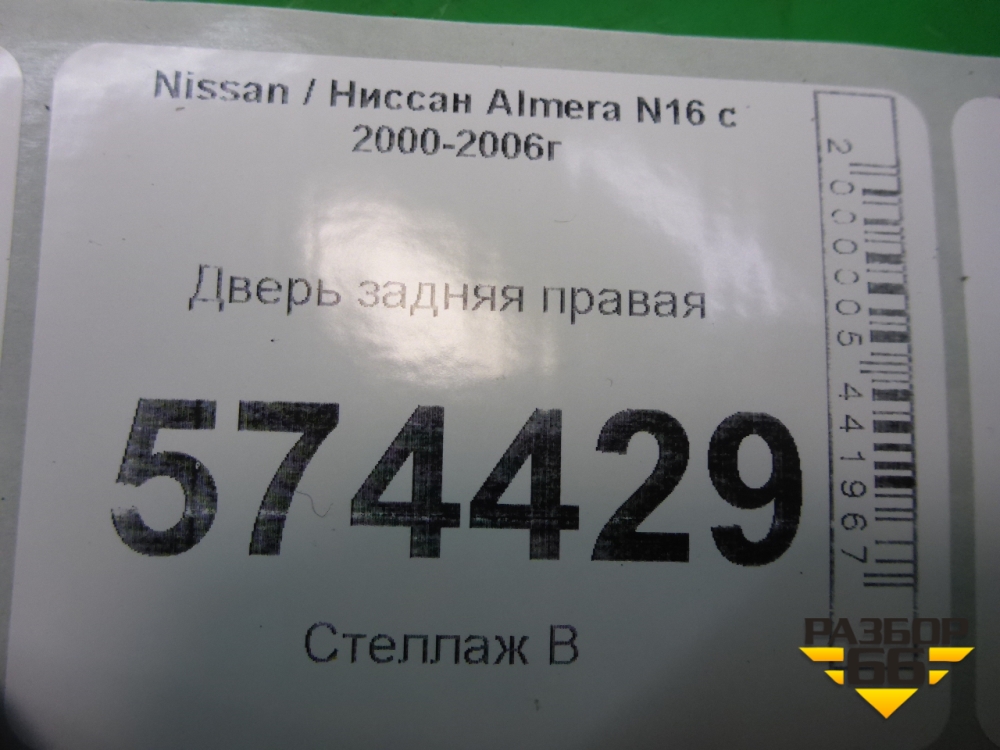 Nissan / Ниссан Almera N16 с
2000-2006г
Дверь задняя правая
574429
Стеллаж В
2000005441967
РАЗБОР
66